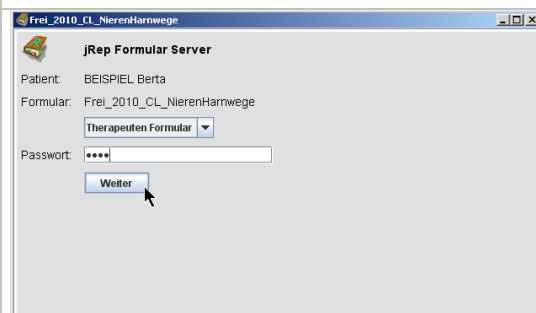 Frei_2010_CL_NierenHarnwege
jRep Formular Server
Patient: BEISPIEL Berta
Formular: Frei_2010_CL_NierenHarnwege
Therapeuten Formular
Passwort: ••••
Weiter